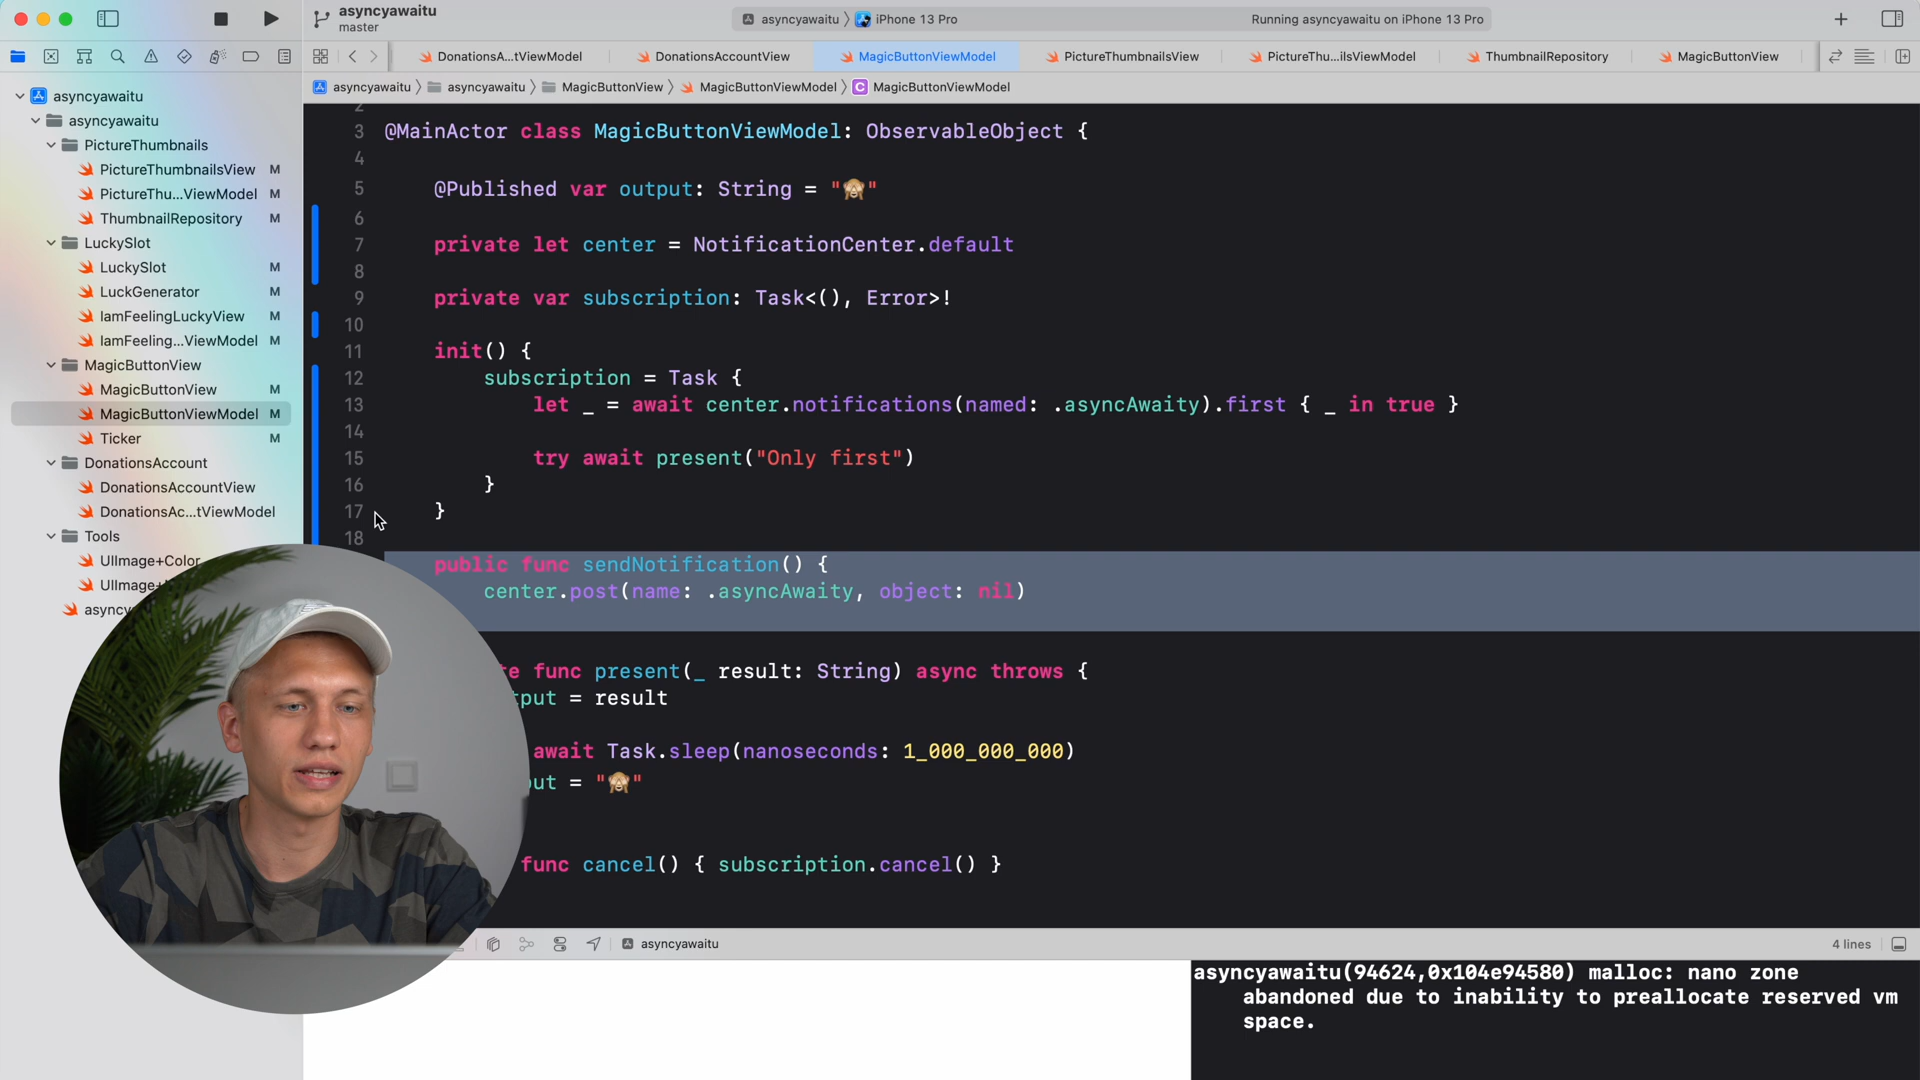 asyncyawaitu
master
asyncyawaitu
iPhone 13 Pro
Running asyncyawaitu on iPhone 13 Pro
DonationsA...tViewModel
DonationsAccountView
MagicButtonViewModel
PictureThumbnailsView
PictureThu...ilsViewModel
ThumbnailRepository
MagicButtonView
asyncyawaitu
asyncyawaitu
MagicButtonView
MagicButtonViewModel
C MagicButtonViewModel
asyncyawaitu
asyncyawaitu
PictureThumbnails
PictureThumbnailsView M
PictureThu...ViewModel M
ThumbnailRepository M
LuckySlot
LuckySlot M
LuckGenerator M
IamFeelingLuckyView M
IamFeeling...ViewModel M
MagicButtonView
MagicButtonView M
MagicButtonViewModel M
Ticker M
DonationsAccount
DonationsAccountView
DonationsAc...tViewModel
Tools
UIImage+Color
UIImage+
asyncy
2
3 @MainActor class MagicButtonViewModel: ObservableObject {
4
5 @Published var output: String = "🙈"
6
7 private let center = NotificationCenter.default
8
9 private var subscription: Task<(), Error>!
10
11 init() {
12 subscription = Task {
13 let _ = await center.notifications(named: .asyncAwaity).first { _ in true }
14
15 try await present("Only first")
16 }
17 }
18
public func sendNotification() {
center.post(name: .asyncAwaity, object: nil)
te func present(_ result: String) async throws {
tput = result
await Task.sleep(nanoseconds: 1_000_000_000)
put = "🙈"
func cancel() { subscription.cancel() }
asyncyawaitu
4 lines
asyncyawaitu(94624,0x104e94580) malloc: nano zone
abandoned due to inability to preallocate reserved vm
space.